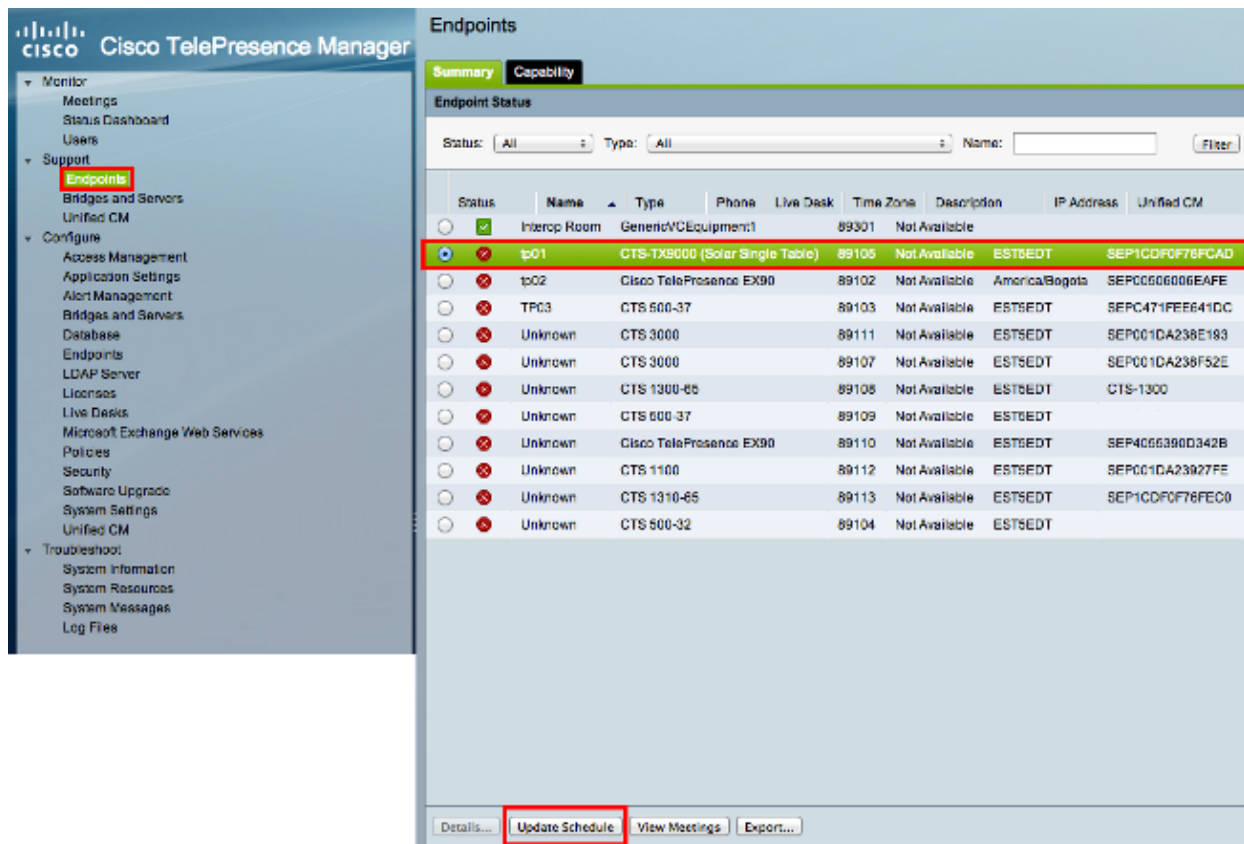 CISCO Cisco TelePresence Manager
Monitor
Meetings
Status Dashboard
Users
Support
Endpoints
Bridges and Servers
Unified CM
Configure
Access Management
Application Settings
Alert Management
Bridges and Servers
Database
Endpoints
LDAP Server
Licenses
Live Desks
Microsoft Exchange Web Services
Policies
Security
Software Upgrade
System Settings
Unified CM
Troubleshoot
System Information
System Resources
System Messages
Log Files
Endpoints
Summary Capability
Endpoint Status
Status: All Type: All Name: Filter
Status Name Type Phone Live Desk Time Zone Description IP Address Unified CM
Interop Room GenericVCEquipment1 89301 Not Available
tp01 CTS-TX9000 (Solar Single Table) 89105 Not Available EST5EDT SEP1CDF0F76FCAD
tp02 Cisco TelePresence EX90 89102 Not Available America/Bogota SEP00506006EAFE
TP03 CTS 500-37 89103 Not Available EST5EDT SEPC471FEE641DC
Unknown CTS 3000 89111 Not Available EST5EDT SEP001DA238E193
Unknown CTS 3000 89107 Not Available EST5EDT SEP001DA238F52E
Unknown CTS 1300-65 89108 Not Available EST5EDT CTS-1300
Unknown CTS 500-37 89109 Not Available EST5EDT
Unknown Cisco TelePresence EX90 89110 Not Available EST5EDT SEP4055390D342B
Unknown CTS 1100 89112 Not Available EST5EDT SEP001DA23927FE
Unknown CTS 1310-65 89113 Not Available EST5EDT SEP1CDF0F76FEC0
Unknown CTS 500-32 89104 Not Available EST5EDT
Details... Update Schedule View Meetings Export...